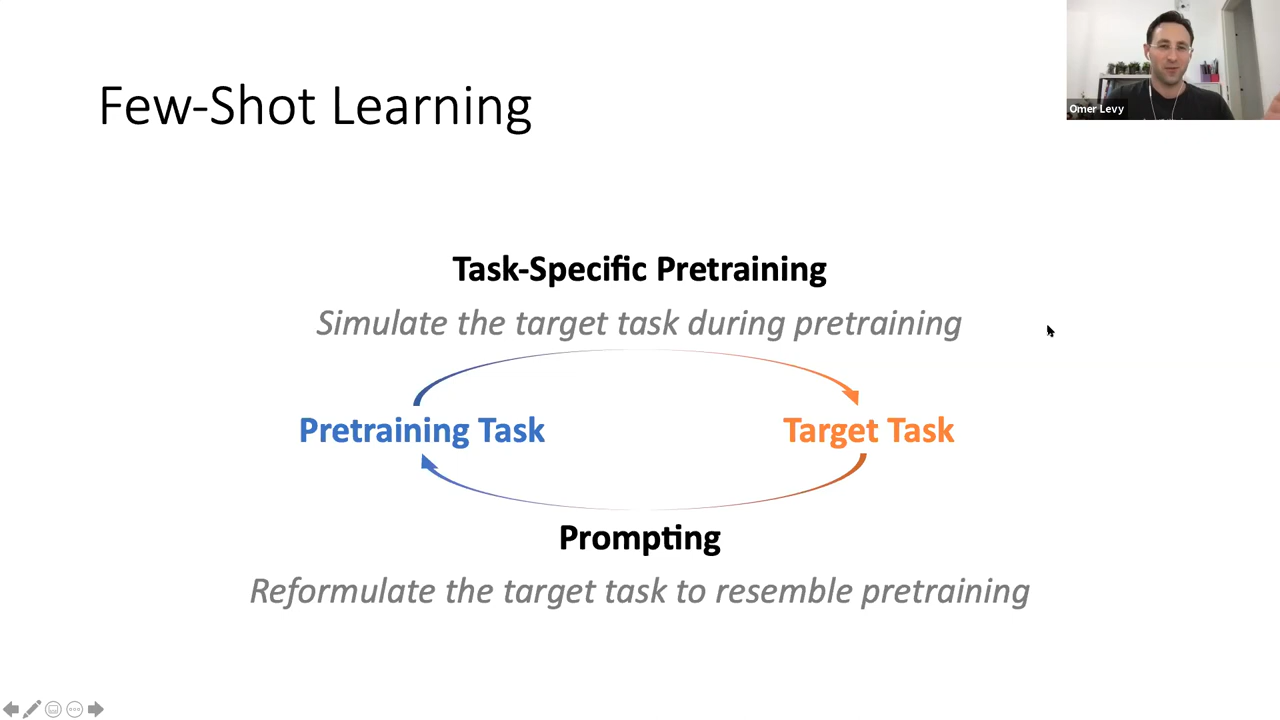 Few-Shot Learning
Omer Levy
Task-Specific Pretraining
Simulate the target task during pretraining
Pretraining Task
Target Task
Prompting
Reformulate the target task to resemble pretraining